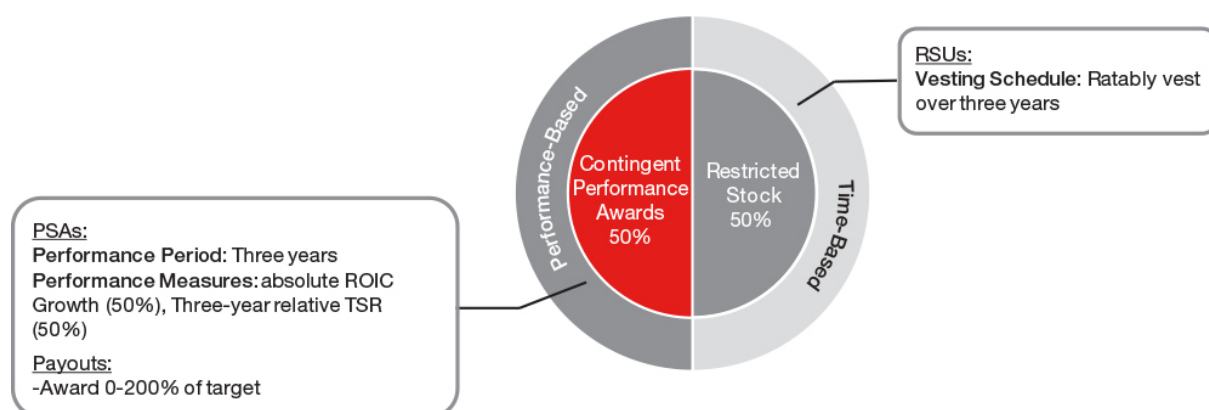 RSUs:
Vesting Schedule: Ratably vest
over three years
Performance-Based
Contingent
Performance
Awards
50%
Restricted
Stock
50%
Time-Based
PSAs:
Performance Period: Three years
Performance Measures: absolute ROIC
Growth (50%), Three-year relative TSR
(50%)
Payouts:
-Award 0-200% of target